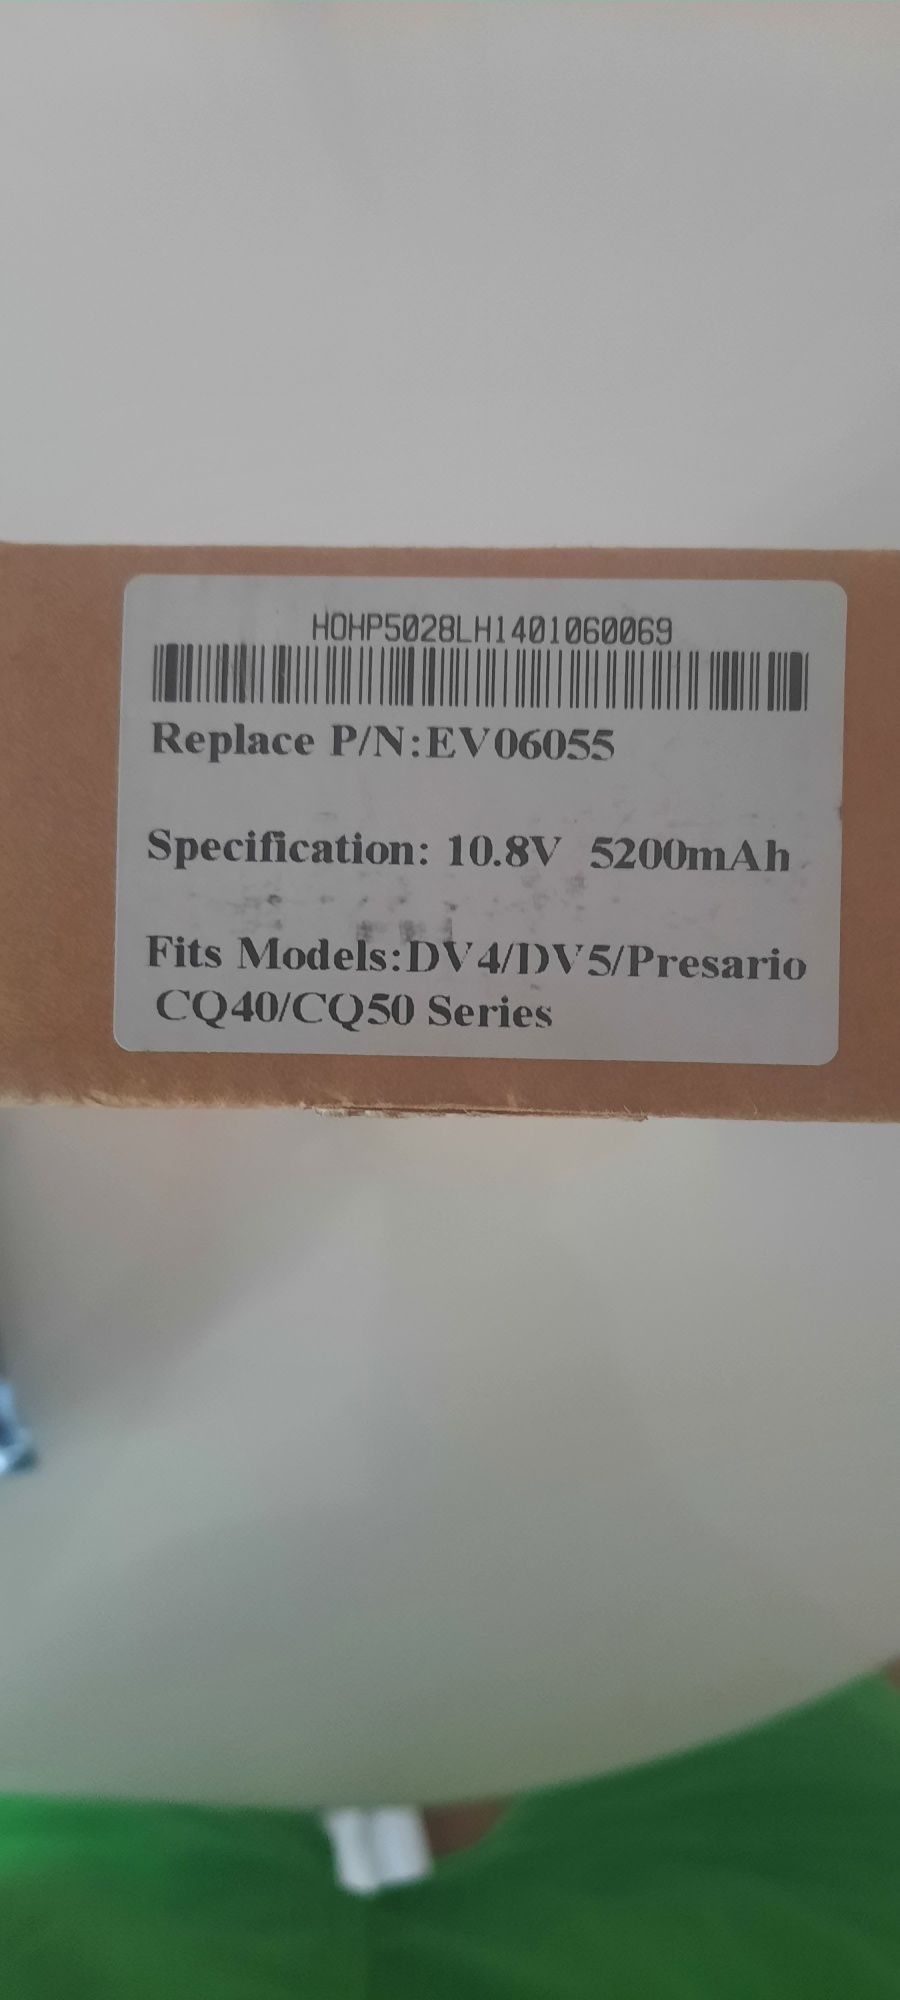 HOHP5028LH1401060069
Replace P/N:EV06055
Specification: 10.8V 5200mAh
Fits Models:DV4/DV5/Presario
CQ40/CQ50 Series